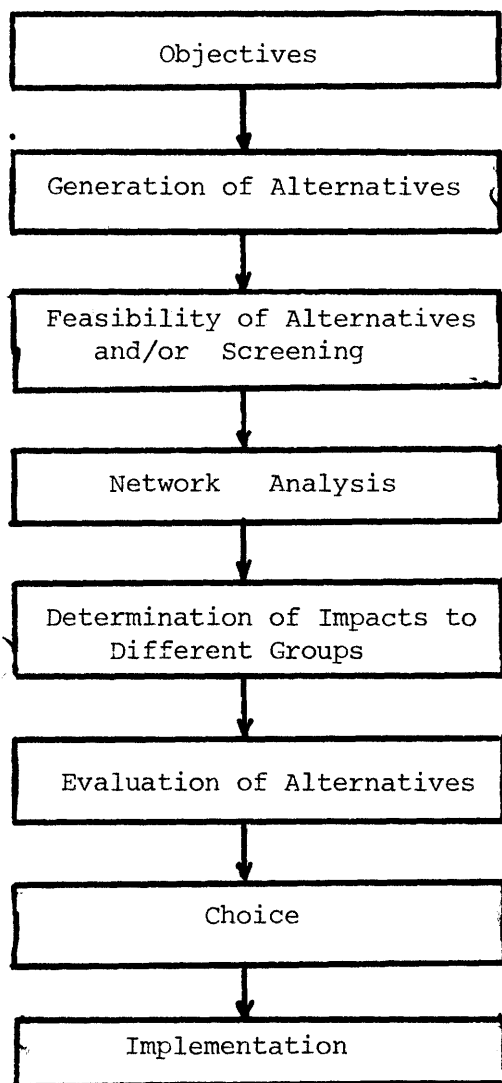 Objectives
Generation of Alternatives
Feasibility of Alternatives
and/or Screening
Network Analysis
Determination of Impacts to
Different Groups
Evaluation of Alternatives
Choice
Implementation